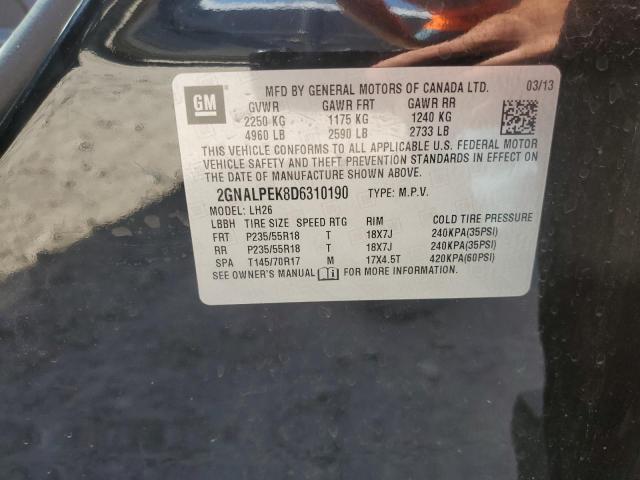 GM
MFD BY GENERAL MOTORS OF CANADA LTD. 03/13
GVWR GAWR FRT GAWR RR
2250 KG 1175 KG 1240 KG
4960 LB 2590 LB 2733 LB
THIS VEHICLE CONFORMS TO ALL APPLICABLE U.S. FEDERAL MOTOR
VEHICLE SAFETY AND THEFT PREVENTION STANDARDS IN EFFECT ON
THE DATE OF MANUFACTURE SHOWN ABOVE.
2GNALPEK8D6310190 TYPE: M.P.V.
MODEL: LH26
LBBH TIRE SIZE SPEED RTG RIM COLD TIRE PRESSURE
FRT P235/55R18 T 18X7J 240KPA(35PSI)
RR P235/55R18 T 18X7J 240KPA(35PSI)
SPA T145/70R17 M 17X4.5T 420KPA(60PSI)
SEE OWNER'S MANUAL FOR MORE INFORMATION.